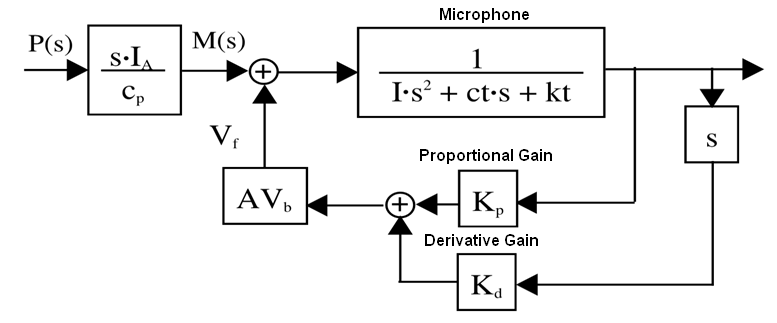 Microphone
P(s)
s·I_A
c_p
M(s)
1
I·s² + ct·s + kt
V_f
s
Proportional Gain
AV_b
K_p
Derivative Gain
K_d